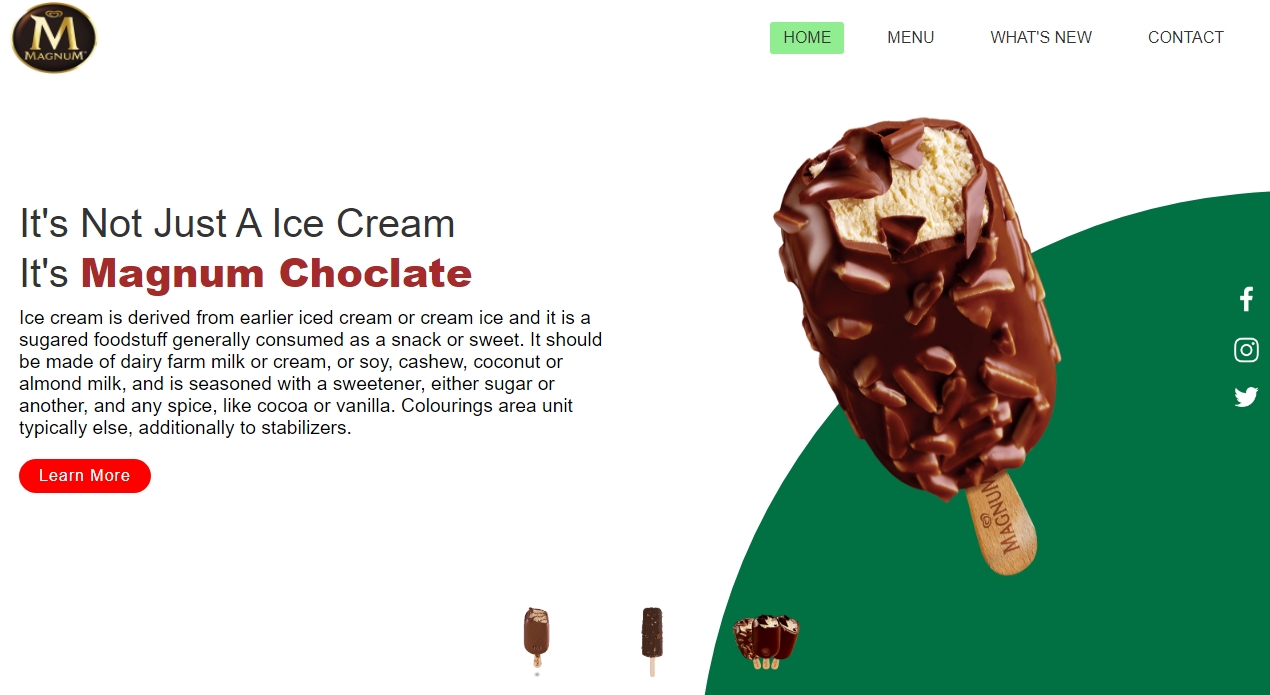 M
MAGNUM
HOME MENU WHAT'S NEW CONTACT
It's Not Just A Ice Cream
It's Magnum Choclate
Ice cream is derived from earlier iced cream or cream ice and it is a
sugared foodstuff generally consumed as a snack or sweet. It should
be made of dairy farm milk or cream, or soy, cashew, coconut or
almond milk, and is seasoned with a sweetener, either sugar or
another, and any spice, like cocoa or vanilla. Colourings area unit
typically else, additionally to stabilizers.
Learn More
MAGNUM